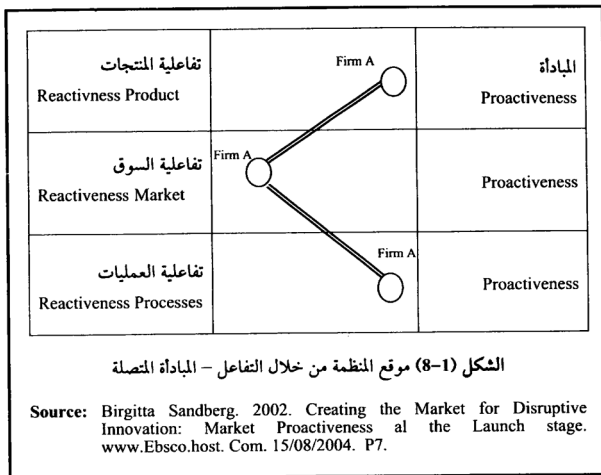 تفاعلية المنتجات
Reactivness Product
Firm A
المبادأة
Proactiveness
تفاعلية السوق
Reactiveness Market
Firm A
Proactiveness
تفاعلية العمليات
Reactiveness Processes
Firm A
Proactiveness
الشكل (1-8) موقع المنظمة من خلال التفاعل – المبادأة المتصلة
Source: Birgitta Sandberg. 2002. Creating the Market for Disruptive
Innovation: Market Proactiveness al the Launch stage.
www.Ebsco.host. Com. 15/08/2004. P7.